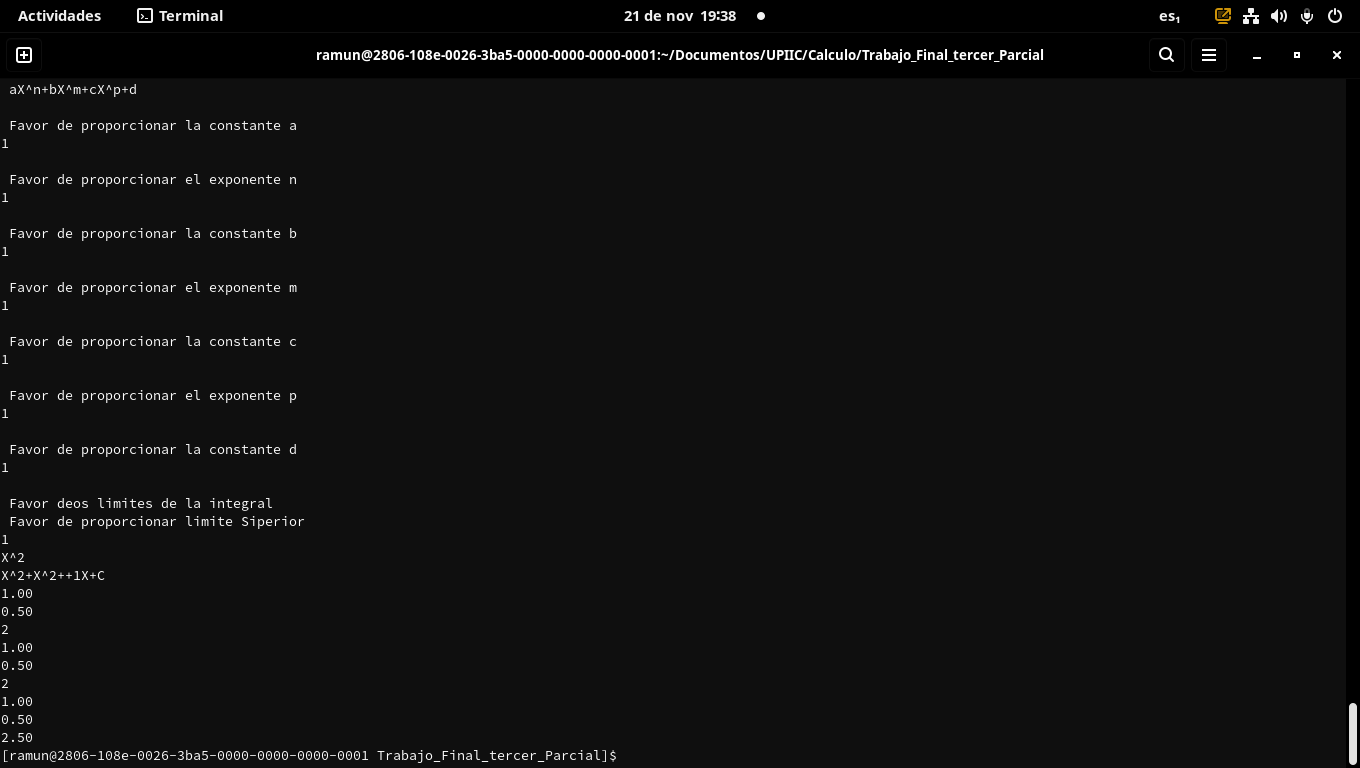 Actividades Terminal 21 de nov 19:38 es₁
ramun@2806-108e-0026-3ba5-0000-0000-0000-0001:~/Documentos/UPIIC/Calculo/Trabajo_Final_tercer_Parcial
aX^n+bX^m+cX^p+d
Favor de proporcionar la constante a
1
Favor de proporcionar el exponente n
1
Favor de proporcionar la constante b
1
Favor de proporcionar el exponente m
1
Favor de proporcionar la constante c
1
Favor de proporcionar el exponente p
1
Favor de proporcionar la constante d
1
Favor deos limites de la integral
Favor de proporcionar limite Siperior
1
X^2
X^2+X^2++1X+C
1.00
0.50
2
1.00
0.50
2
1.00
0.50
2.50
[ramun@2806-108e-0026-3ba5-0000-0000-0000-0001 Trabajo_Final_tercer_Parcial]$